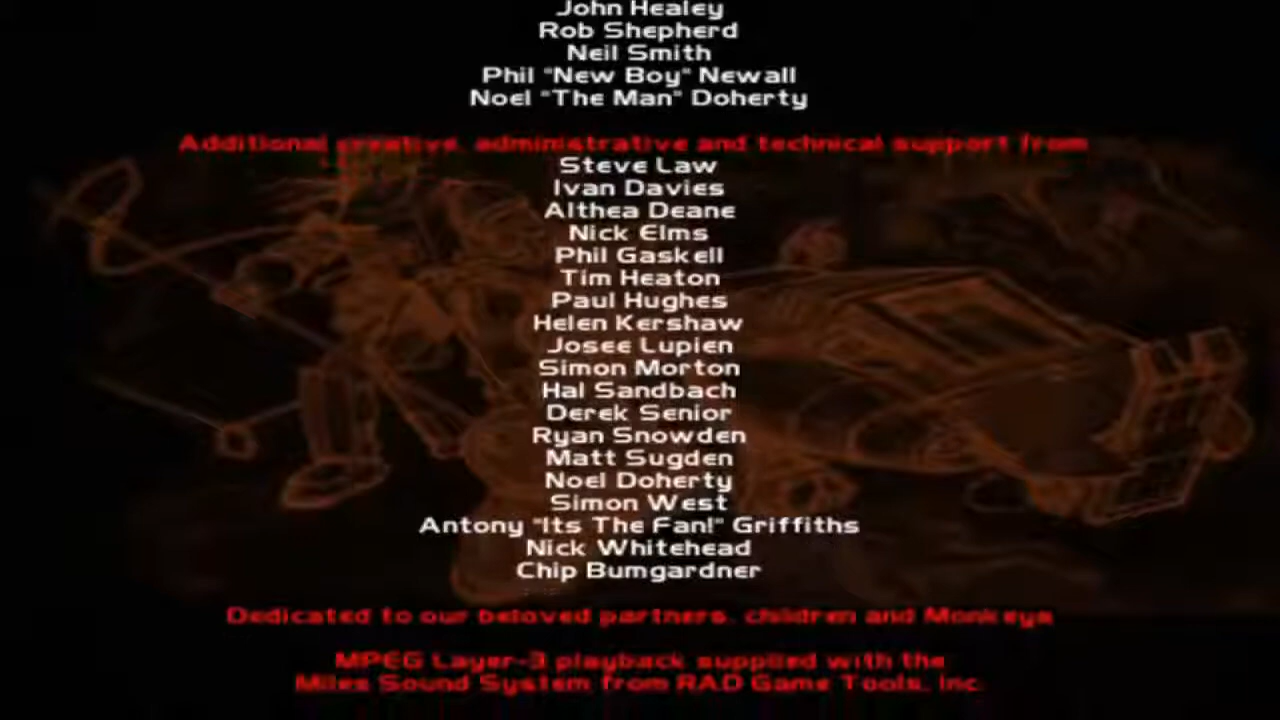 John Healey
Rob Shepherd
Neil Smith
Phil "New Boy" Newall
Noel "The Man" Doherty
Additional creative, administrative and technical support from
Steve Law
Ivan Davies
Althea Deane
Nick Elms
Phil Gaskell
Tim Heaton
Paul Hughes
Helen Kershaw
Josee Lupien
Simon Morton
Hal Sandbach
Derek Senior
Ryan Snowden
Matt Sugden
Noel Doherty
Simon West
Antony "Its The Fan!" Griffiths
Nick Whitehead
Chip Bumgardner
Dedicated to our beloved partners, children and Monkeys
MPEG Layer-3 playback supplied with the
Miles Sound System from RAD Game Tools, Inc.